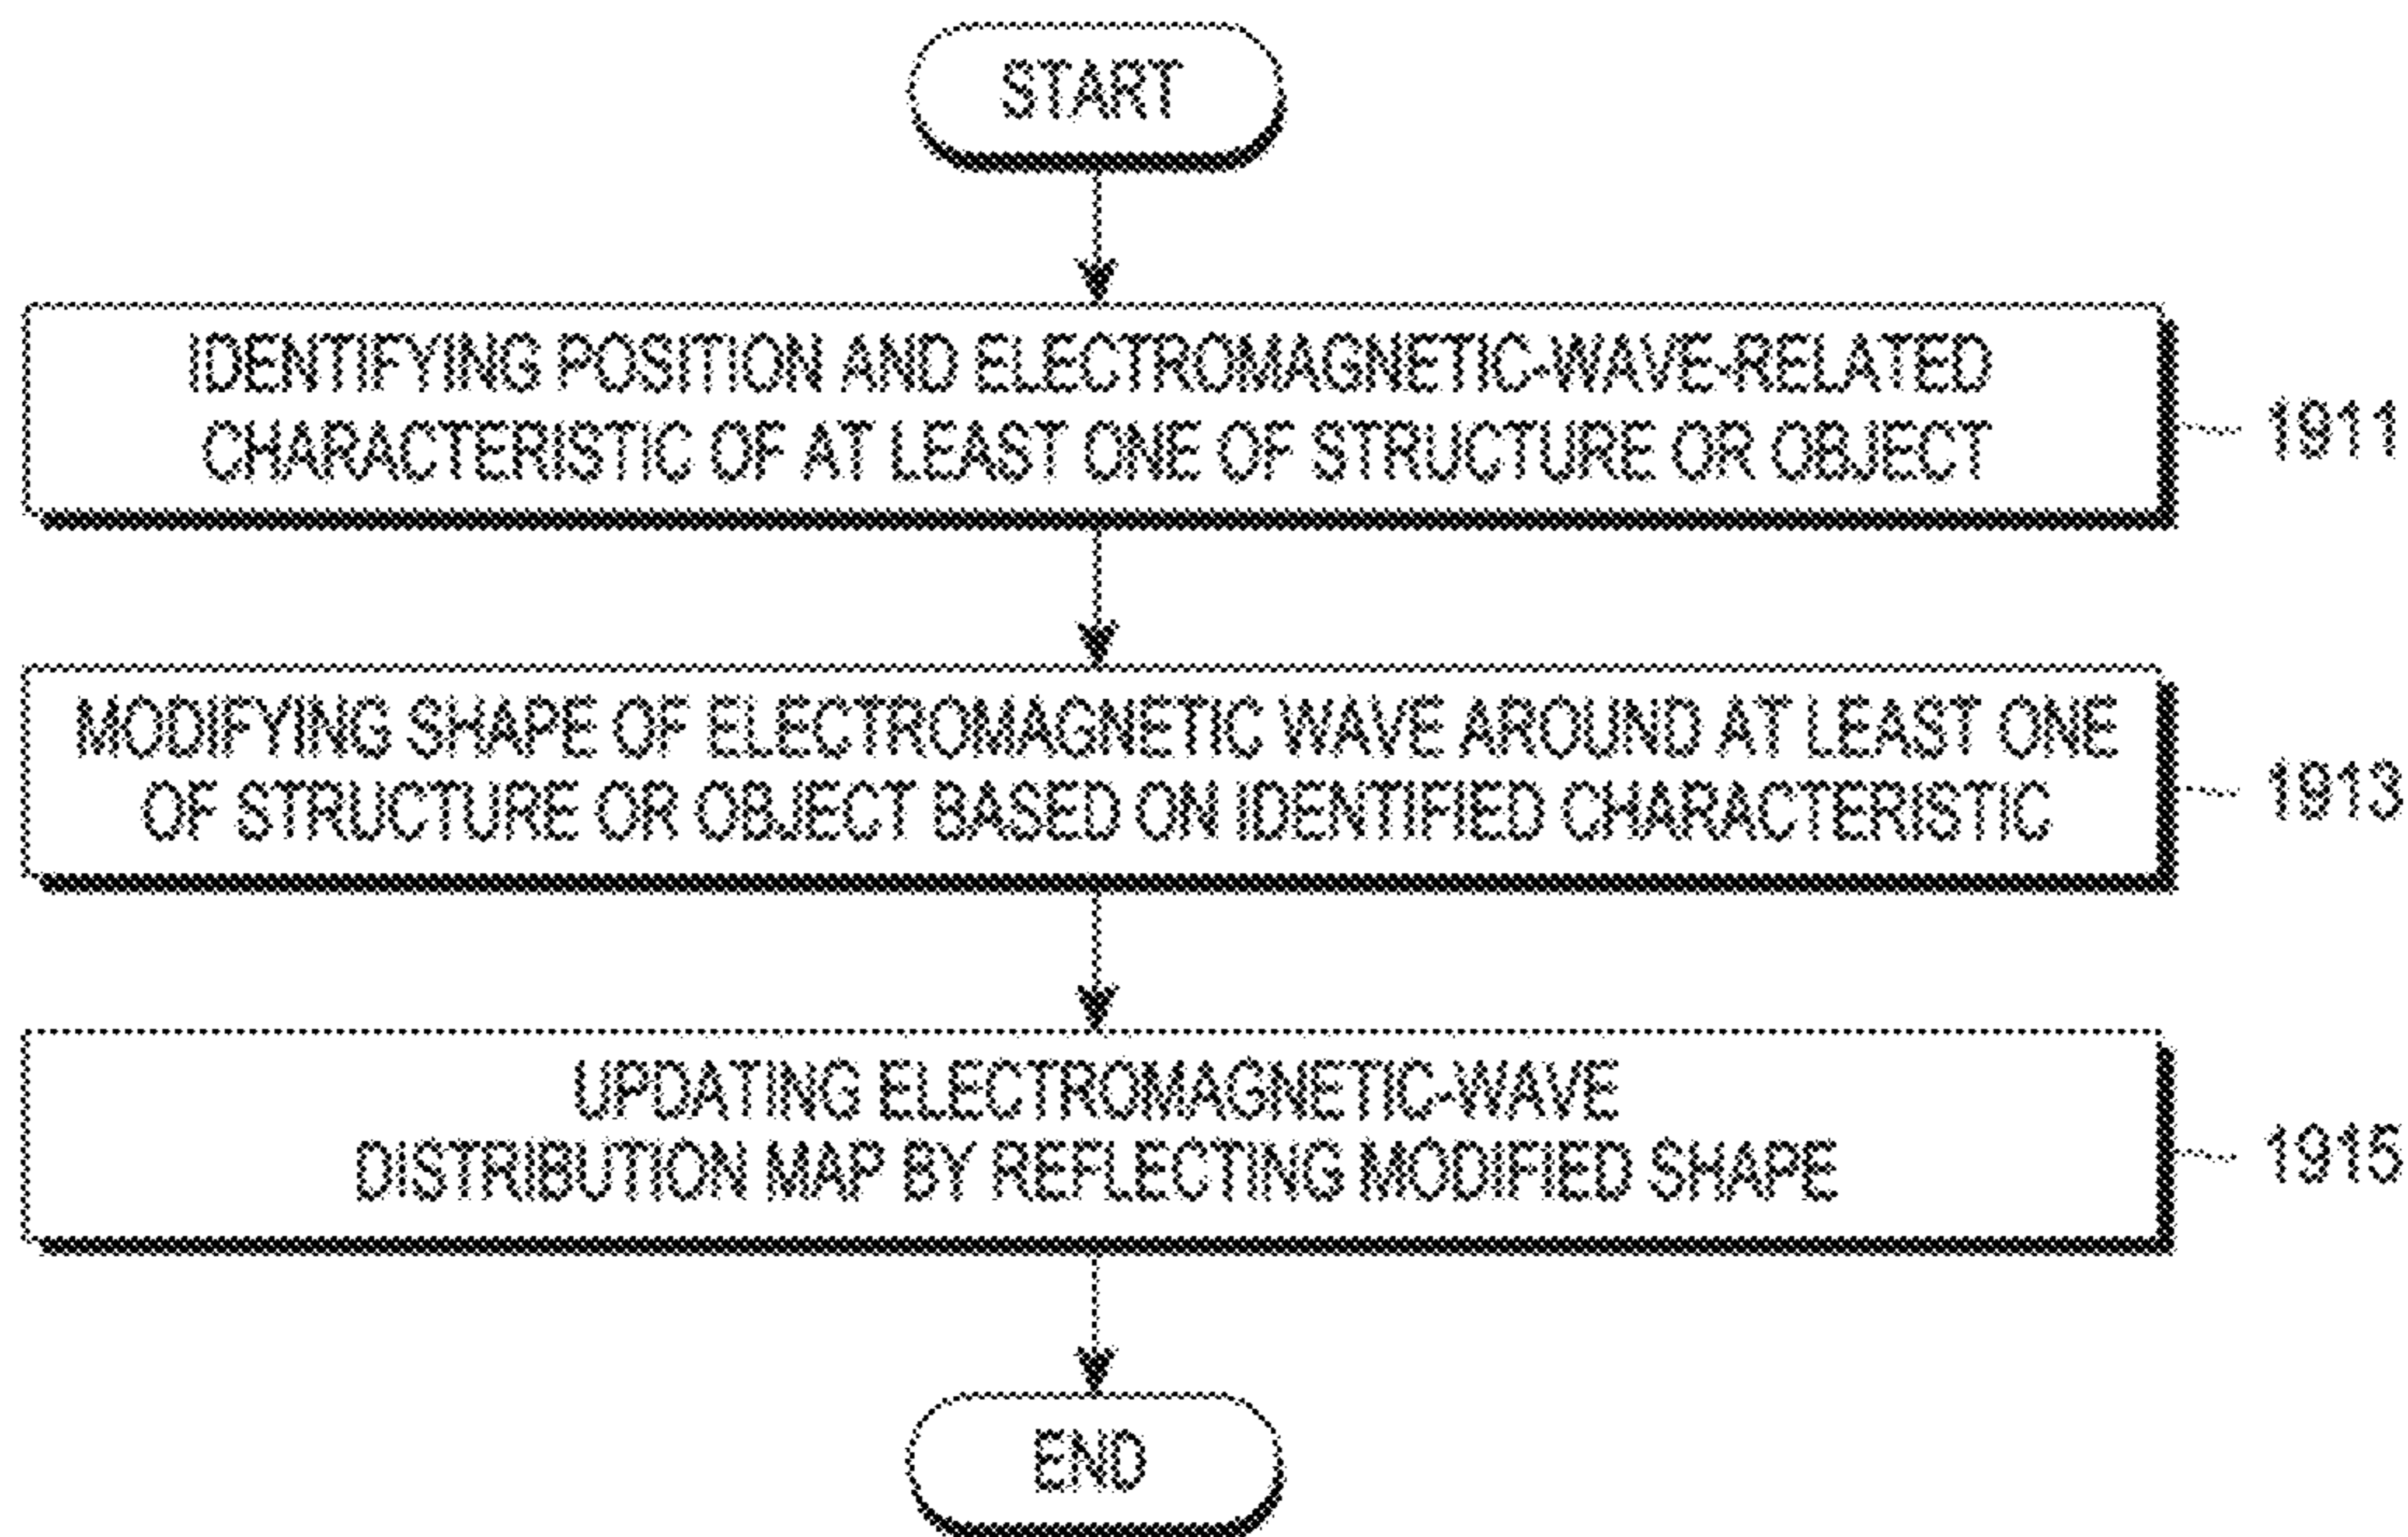 START
IDENTIFYING POSITION AND ELECTROMAGNETIC-WAVE-RELATED
CHARACTERISTIC OF AT LEAST ONE OF STRUCTURE OR OBJECT
1911
MODIFYING SHAPE OF ELECTROMAGNETIC WAVE AROUND AT LEAST ONE
OF STRUCTURE OR OBJECT BASED ON IDENTIFIED CHARACTERISTIC
1913
UPDATING ELECTROMAGNETIC-WAVE
DISTRIBUTION MAP BY REFLECTING MODIFIED SHAPE
1915
END